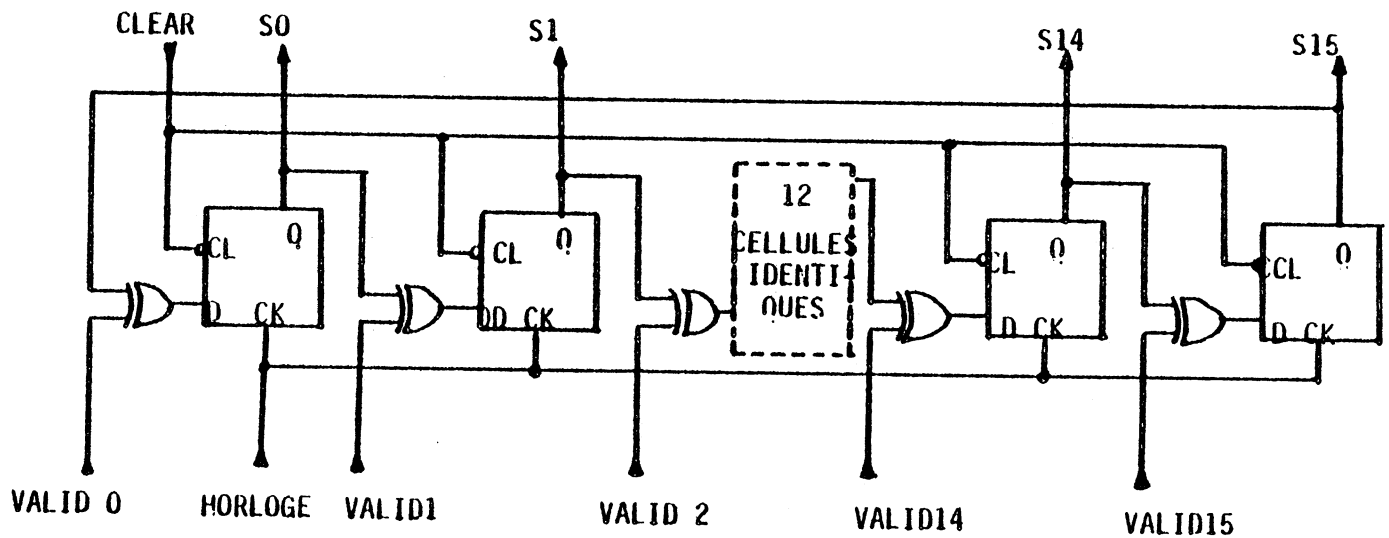 CLEAR
S0
S1
S14
S15
Q
CL
D
CK
Q
CL
DD
CK
12
CELLULES
IDENTI-
QUES
Q
CL
D
CK
Q
CCL
D
CK
VALID 0
HORLOGE
VALID1
VALID 2
VALID14
VALID15